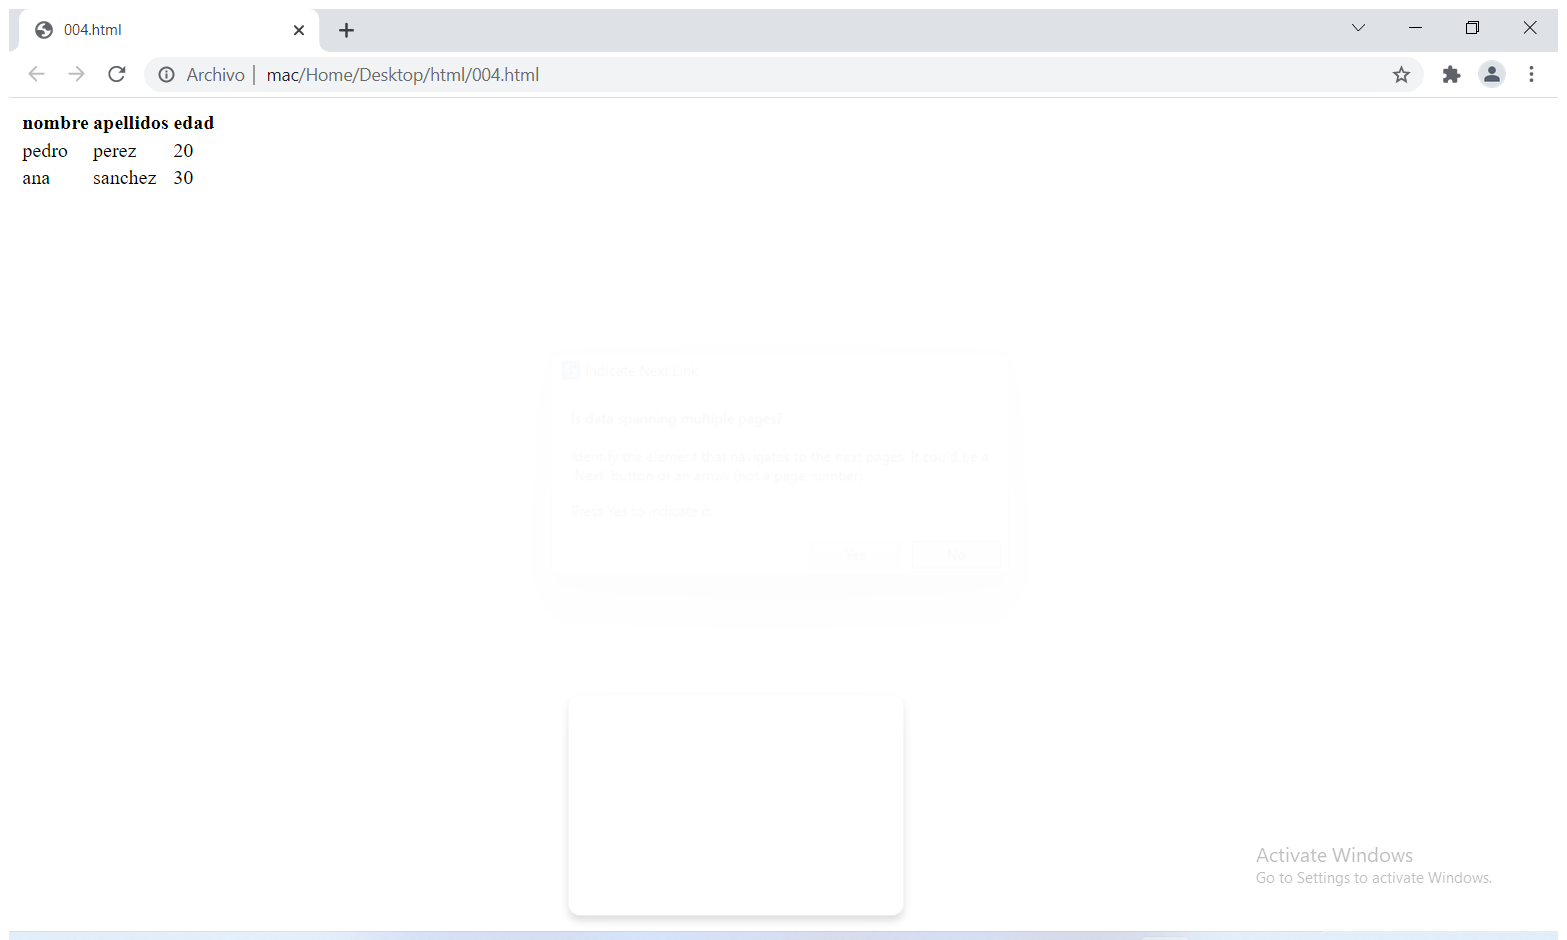 004.html
Archivo | mac/Home/Desktop/html/004.html
nombre apellidos edad
pedro perez 20
ana sanchez 30
Indicate Next Link
Is data spanning multiple pages?
Identify the element that navigates to the next pages. It could be a
'Next' button or an arrow (not a page number).
Press Yes to indicate it.
Yes No
Activate Windows
Go to Settings to activate Windows.